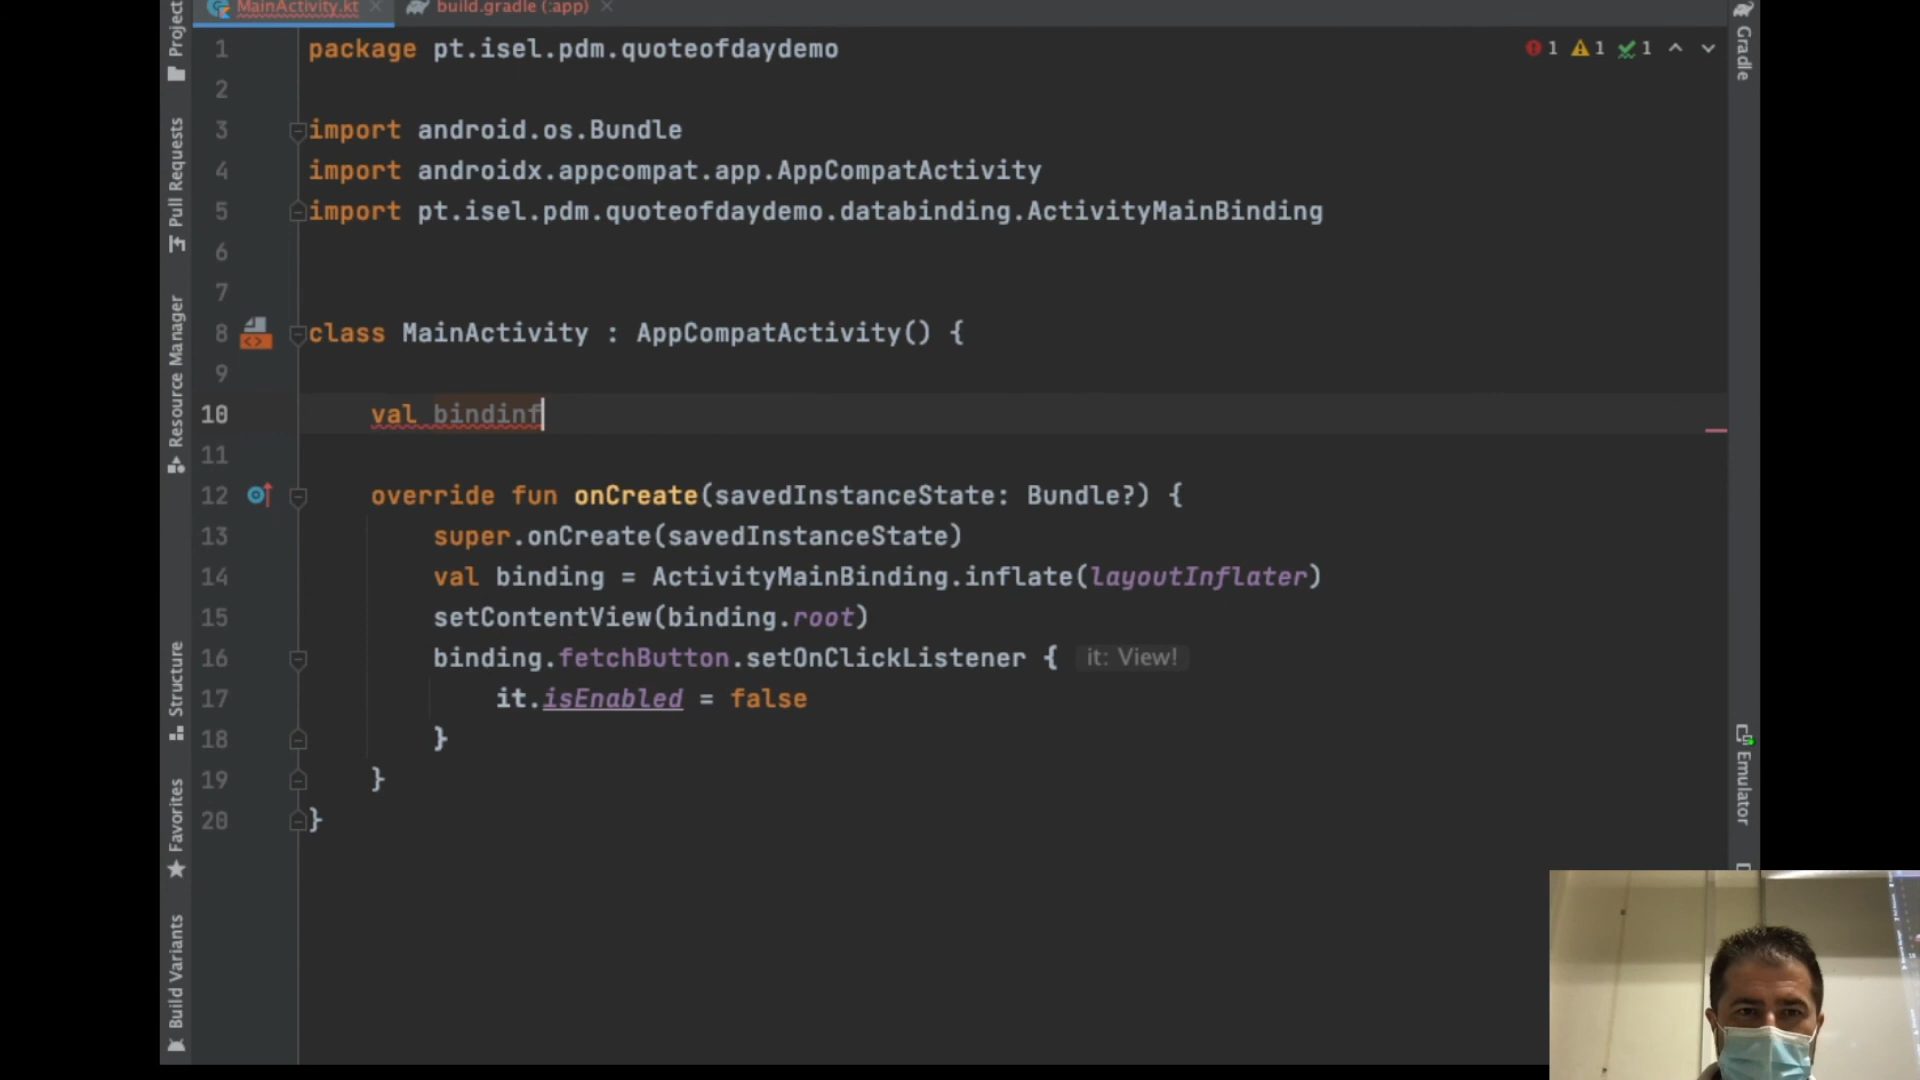 MainActivity.kt
build.gradle (:app)
Project
Pull Requests
Resource Manager
Structure
Favorites
Build Variants
Gradle
Emulator
1 1 1
1 package pt.isel.pdm.quoteofdaydemo
2
3 import android.os.Bundle
4 import androidx.appcompat.app.AppCompatActivity
5 import pt.isel.pdm.quoteofdaydemo.databinding.ActivityMainBinding
6
7
8 class MainActivity : AppCompatActivity() {
9
10 val bindinf
11
12 override fun onCreate(savedInstanceState: Bundle?) {
13 super.onCreate(savedInstanceState)
14 val binding = ActivityMainBinding.inflate(layoutInflater)
15 setContentView(binding.root)
16 binding.fetchButton.setOnClickListener { it: View!
17 it.isEnabled = false
18 }
19 }
20 }